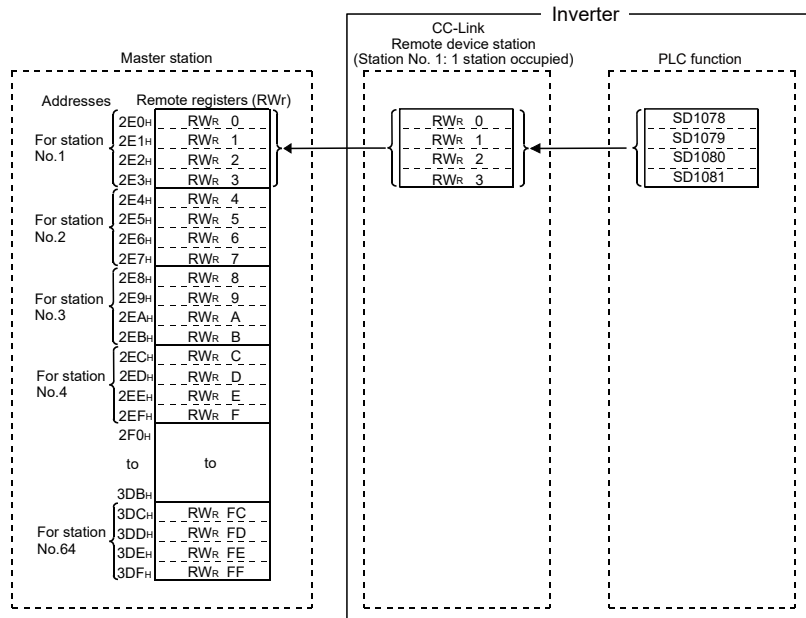 Inverter
CC-Link
Remote device station
(Station No. 1: 1 station occupied)
Master station
PLC function
Addresses
Remote registers (RWr)
For station
No.1
2E0H RWR 0
2E1H RWR 1
2E2H RWR 2
2E3H RWR 3
For station
No.2
2E4H RWR 4
2E5H RWR 5
2E6H RWR 6
2E7H RWR 7
For station
No.3
2E8H RWR 8
2E9H RWR 9
2EAH RWR A
2EBH RWR B
For station
No.4
2ECH RWR C
2EDH RWR D
2EEH RWR E
2EFH RWR F
2F0H
to to
3DBH
For station
No.64
3DCH RWR FC
3DDH RWR FD
3DEH RWR FE
3DFH RWR FF
RWR 0
RWR 1
RWR 2
RWR 3
SD1078
SD1079
SD1080
SD1081